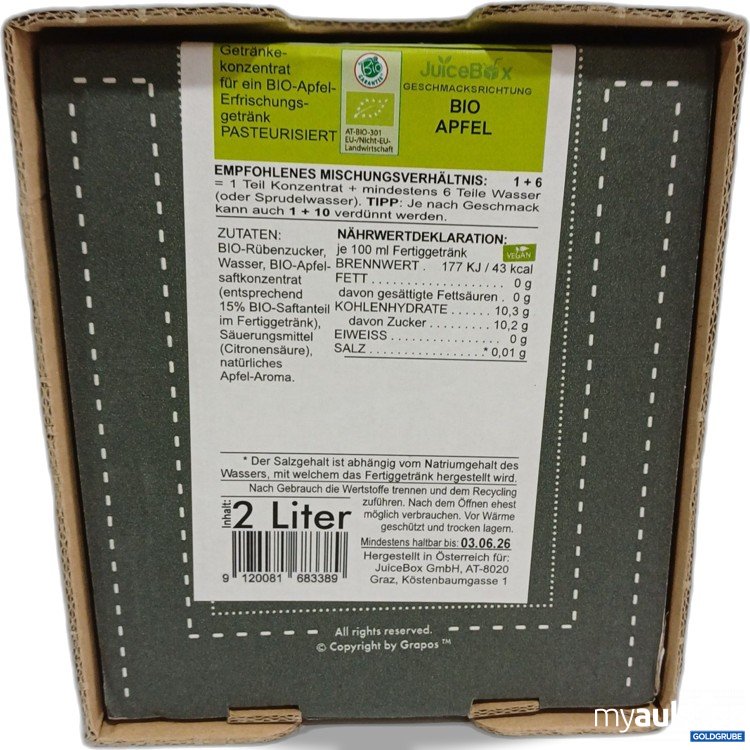 Getränke-
konzentrat
für ein BIO-Apfel-
Erfrischungs-
getränk
PASTEURISIERT
Bio
GARANTIE
AT-BIO-301
EU-/Nicht-EU-
Landwirtschaft
JuiceBox
GESCHMACKSRICHTUNG
BIO
APFEL
EMPFOHLENES MISCHUNGSVERHÄLTNIS: 1 + 6
= 1 Teil Konzentrat + mindestens 6 Teile Wasser
(oder Sprudelwasser). TIPP: Je nach Geschmack
kann auch 1 + 10 verdünnt werden.
ZUTATEN:
BIO-Rübenzucker,
Wasser, BIO-Apfel-
saftkonzentrat
(entsprechend
15% BIO-Saftanteil
im Fertiggetränk),
Säuerungsmittel
(Citronensäure),
natürliches
Apfel-Aroma.
NÄHRWERTDEKLARATION:
je 100 ml Fertiggetränk
VEGAN
BRENNWERT . 177 KJ / 43 kcal
FETT . . . . . . . . . . . . . . . . . . 0 g
davon gesättigte Fettsäuren . 0 g
KOHLENHYDRATE . . . . . . 10,3 g
davon Zucker . . . . . . . . . 10,2 g
EIWEISS . . . . . . . . . . . . . . . 0 g
SALZ . . . . . . . . . . . . . . * 0,01 g
* Der Salzgehalt ist abhängig vom Natriumgehalt des
Wassers, mit welchem das Fertiggetränk hergestellt wird.
Nach Gebrauch die Wertstoffe trennen und dem Recycling
zuführen. Nach dem Öffnen ehest
möglich verbrauchen. Vor Wärme
geschützt und trocken lagern.
Inhalt:
2 Liter
Mindestens haltbar bis: 03.06.26
Hergestellt in Österreich für:
JuiceBox GmbH, AT-8020
Graz, Köstenbaumgasse 1
9 120081 683389
All rights reserved.
© Copyright by Grapos ™
myau
GOLDGRUBE